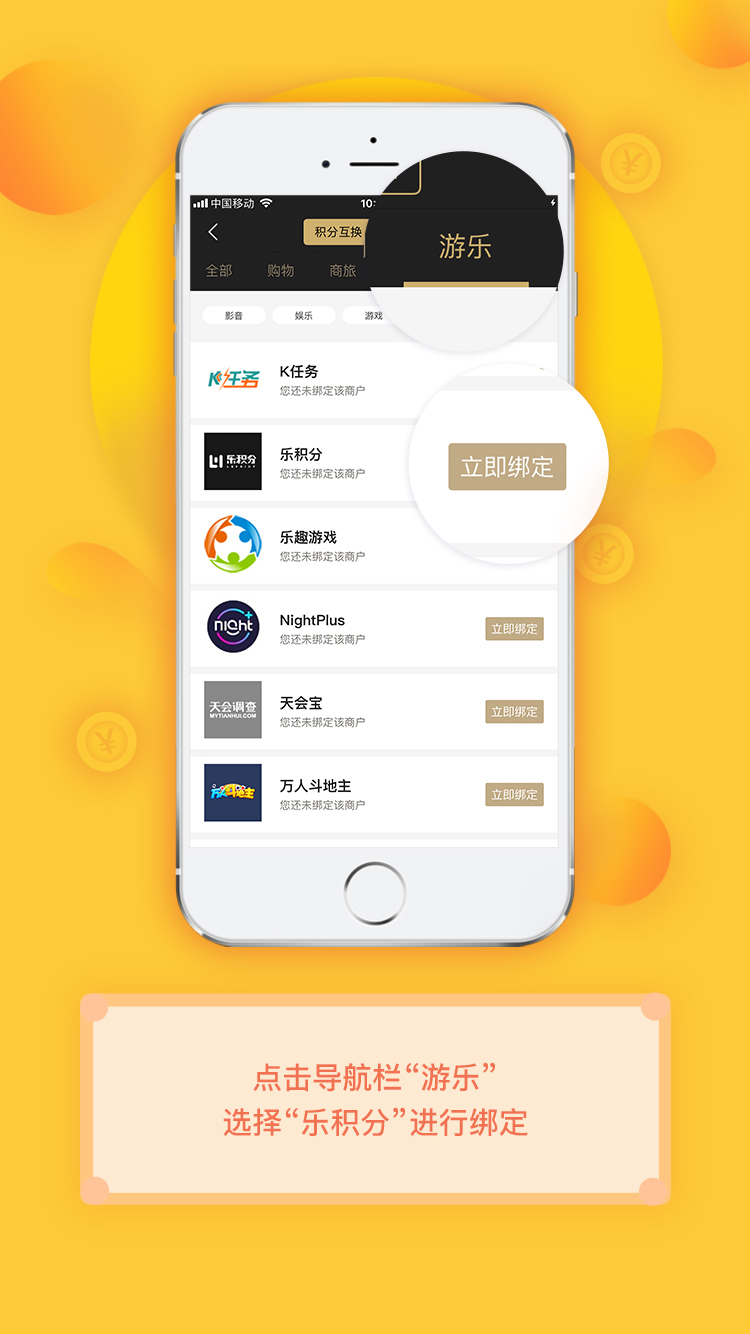 中国移动
10:
积分互换
游乐
全部
购物
商旅
影音
娱乐
游戏
K任务
K任务
您还未绑定该商户
乐积分
LEJIFEN
乐积分
您还未绑定该商户
立即绑定
乐趣游戏
您还未绑定该商户
night+
NightPlus
您还未绑定该商户
立即绑定
天会调查
MYTIANHUI.COM
天会宝
您还未绑定该商户
立即绑定
万人斗地主
万人斗地主
您还未绑定该商户
立即绑定
点击导航栏“游乐”
选择“乐积分”进行绑定